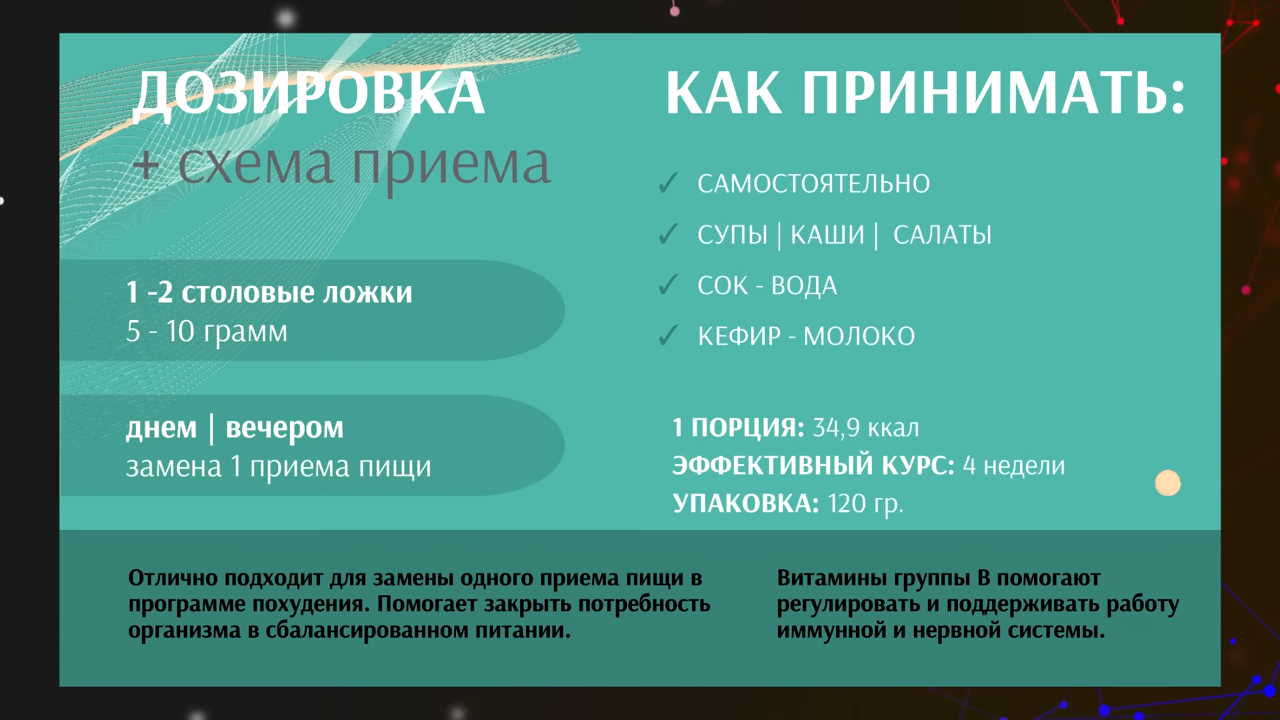 ДОЗИРОВКА
+ схема приема
1 -2 столовые ложки
5 - 10 грамм
днем | вечером
замена 1 приема пищи
КАК ПРИНИМАТЬ:
✓ САМОСТОЯТЕЛЬНО
✓ СУПЫ | КАШИ | САЛАТЫ
✓ СОК - ВОДА
✓ КЕФИР - МОЛОКО
1 ПОРЦИЯ: 34,9 ккал
ЭФФЕКТИВНЫЙ КУРС: 4 недели
УПАКОВКА: 120 гр.
Отлично подходит для замены одного приема пищи в
программе похудения. Помогает закрыть потребность
организма в сбалансированном питании.
Витамины группы В помогают
регулировать и поддерживать работу
иммунной и нервной системы.